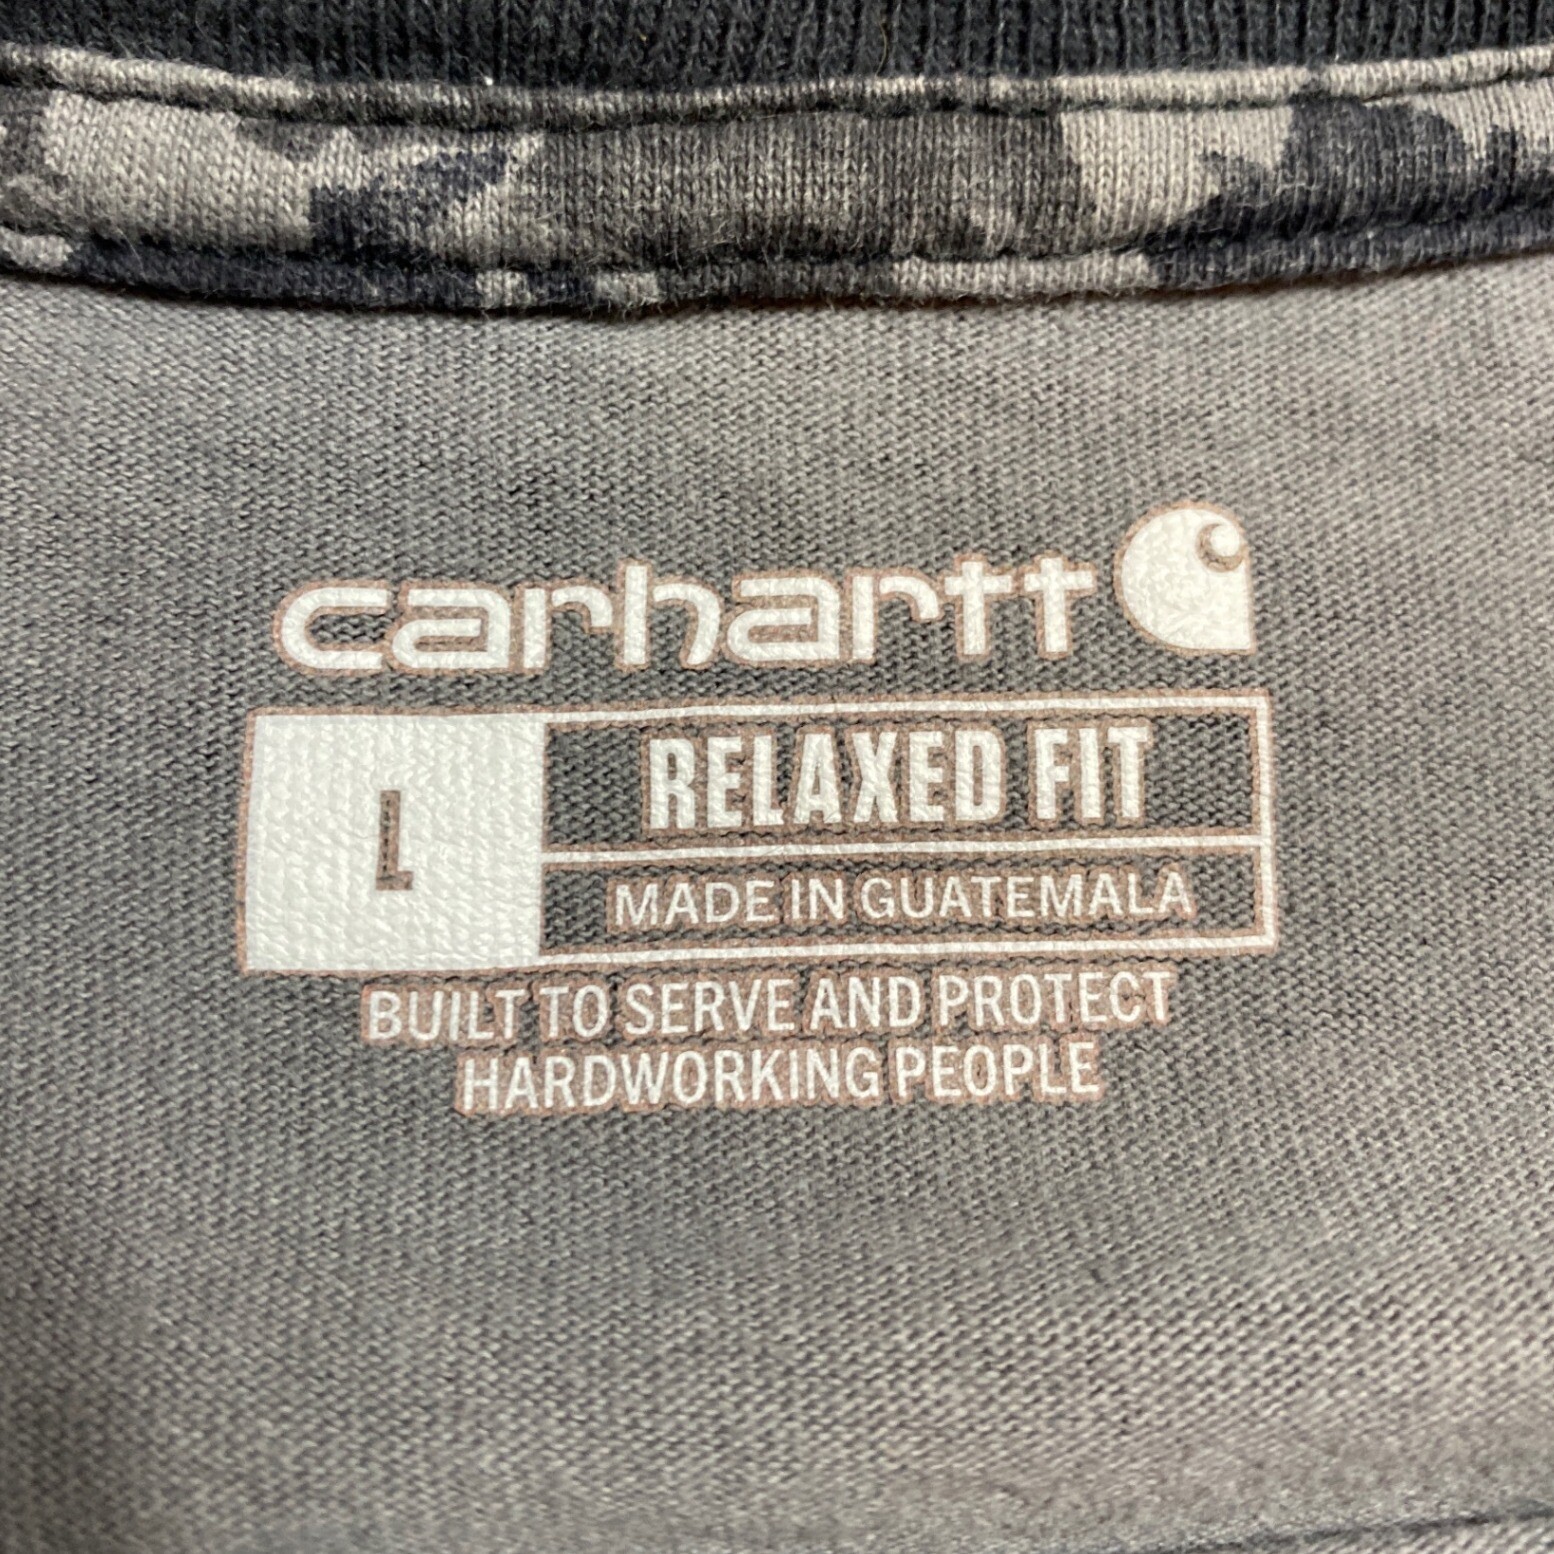 carhartt
L
RELAXED FIT
MADE IN GUATEMALA
BUILT TO SERVE AND PROTECT
HARDWORKING PEOPLE